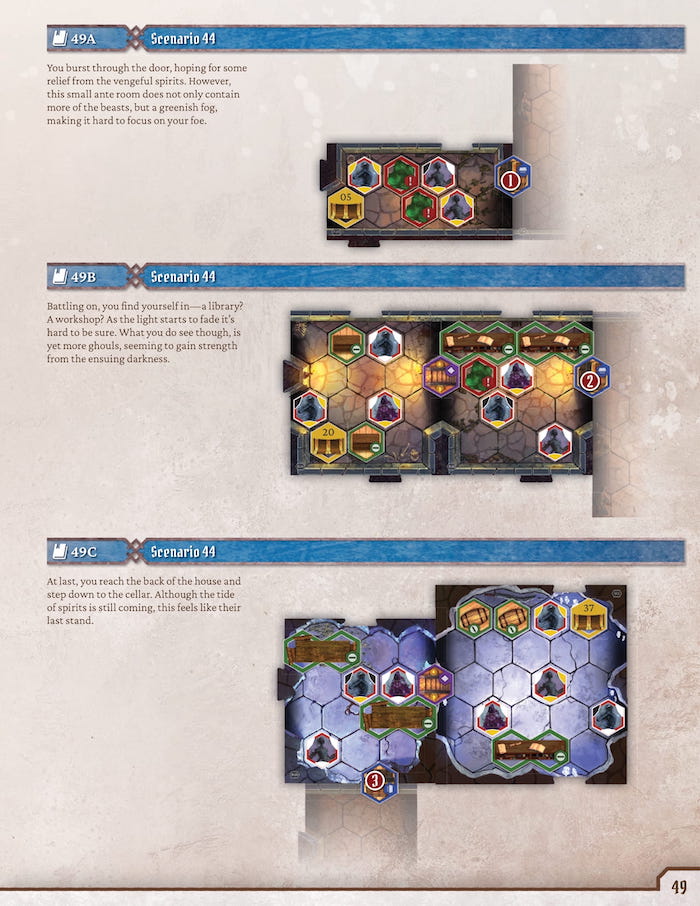 49A Scenario 44
You burst through the door, hoping for some
relief from the vengeful spirits. However,
this small ante room does not only contain
more of the beasts, but a greenish fog,
making it hard to focus on your foe.
05
!
!
1
49B Scenario 44
Battling on, you find yourself in—a library?
A workshop? As the light starts to fade it's
hard to be sure. What you do see though, is
yet more ghouls, seeming to gain strength
from the ensuing darkness.
!
2
20
49C Scenario 44
At last, you reach the back of the house and
step down to the cellar. Although the tide
of spirits is still coming, this feels like their
last stand.
37
3
49